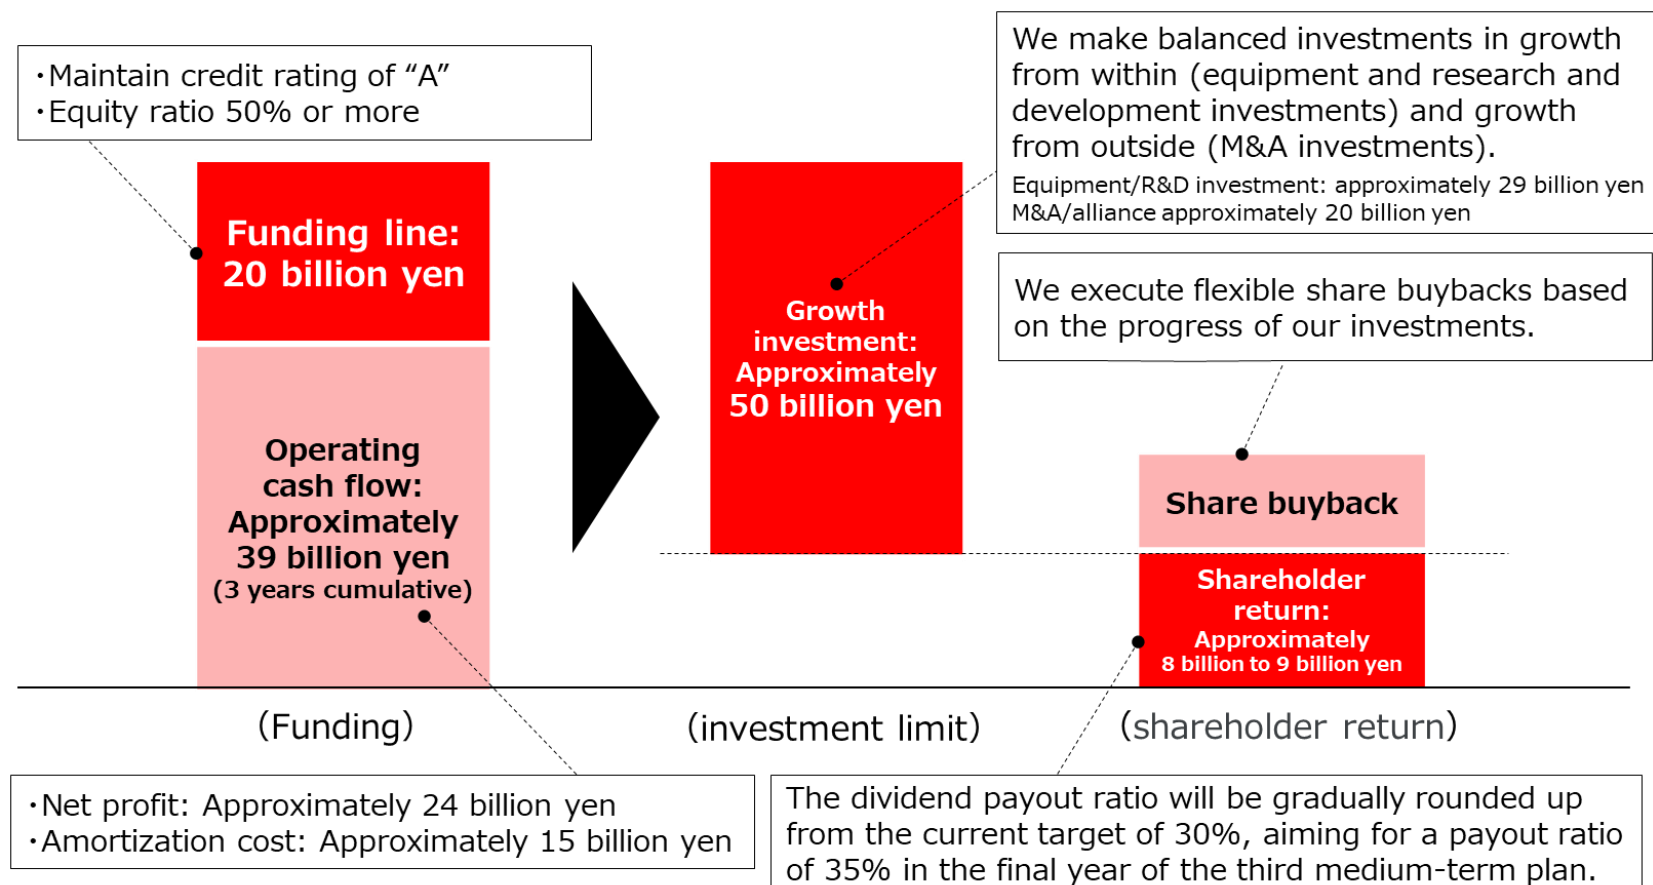 ・Maintain credit rating of “A”
・Equity ratio 50% or more
We make balanced investments in growth
from within (equipment and research and
development investments) and growth
from outside (M&A investments).
Equipment/R&D investment: approximately 29 billion yen
M&A/alliance approximately 20 billion yen
Funding line:
20 billion yen
We execute flexible share buybacks based
on the progress of our investments.
Growth
investment:
Approximately
50 billion yen
Operating
cash flow:
Approximately
39 billion yen
(3 years cumulative)
Share buyback
Shareholder
return:
Approximately
8 billion to 9 billion yen
(Funding)
(investment limit)
(shareholder return)
・Net profit: Approximately 24 billion yen
・Amortization cost: Approximately 15 billion yen
The dividend payout ratio will be gradually rounded up
from the current target of 30%, aiming for a payout ratio
of 35% in the final year of the third medium-term plan.